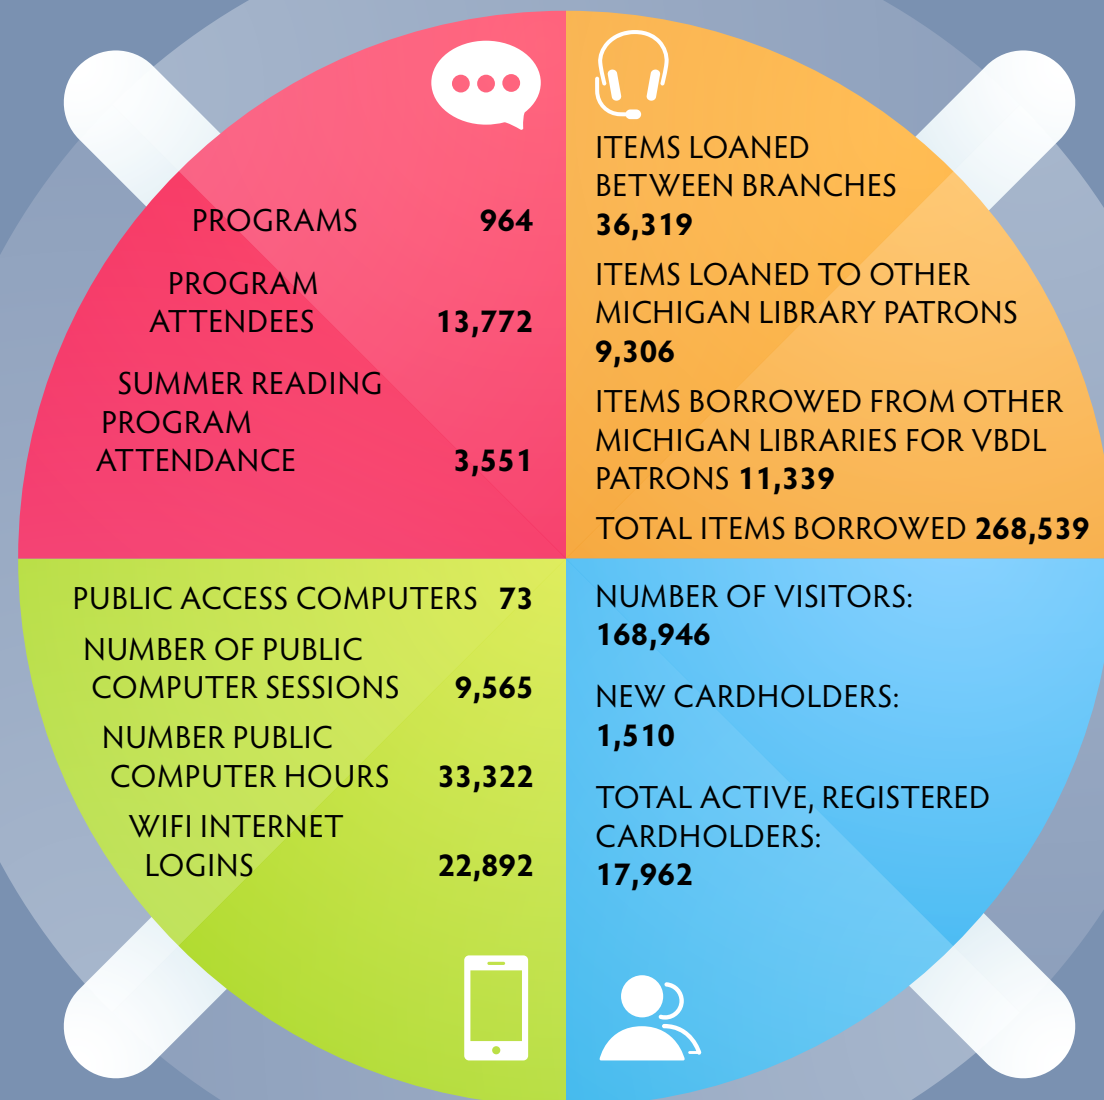 PROGRAMS 964
PROGRAM
ATTENDEES 13,772
SUMMER READING
PROGRAM
ATTENDANCE 3,551
ITEMS LOANED
BETWEEN BRANCHES
36,319
ITEMS LOANED TO OTHER
MICHIGAN LIBRARY PATRONS
9,306
ITEMS BORROWED FROM OTHER
MICHIGAN LIBRARIES FOR VBDL
PATRONS 11,339
TOTAL ITEMS BORROWED 268,539
PUBLIC ACCESS COMPUTERS 73
NUMBER OF PUBLIC
COMPUTER SESSIONS 9,565
NUMBER PUBLIC
COMPUTER HOURS 33,322
WIFI INTERNET
LOGINS 22,892
NUMBER OF VISITORS:
168,946
NEW CARDHOLDERS:
1,510
TOTAL ACTIVE, REGISTERED
CARDHOLDERS:
17,962